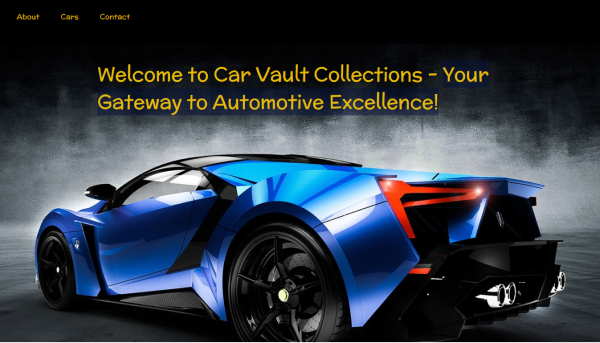 About Cars Contact
Welcome to Car Vault Collections - Your
Gateway to Automotive Excellence!